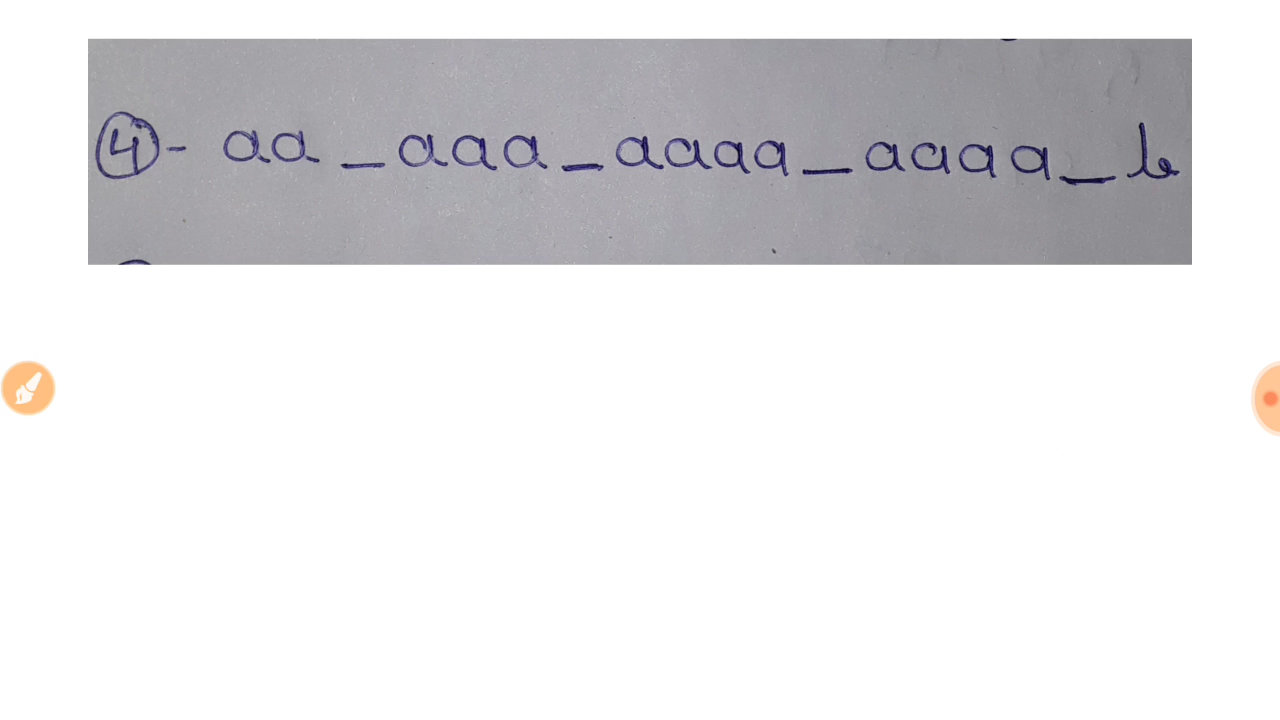 ④- aa _ aaa _ aaaa _ aaaa _ b